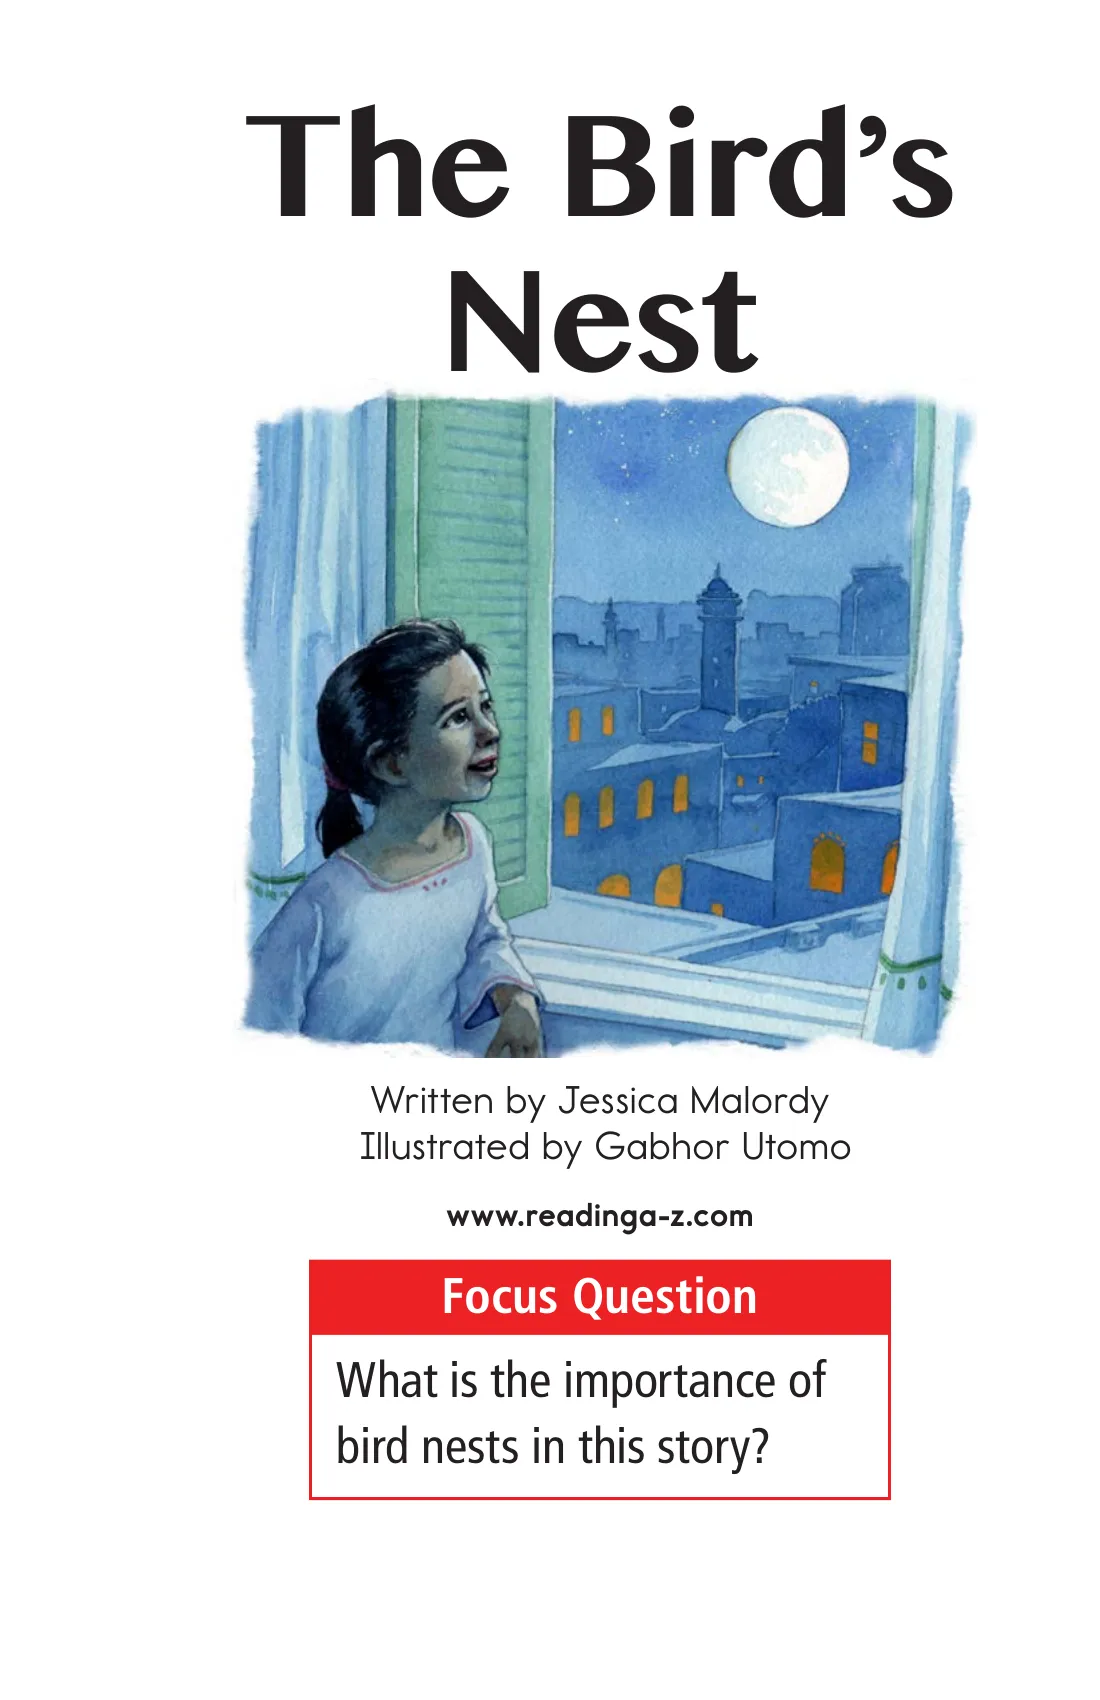 The Bird’s
Nest
Written by Jessica Malordy
Illustrated by Gabhor Utomo
www.readinga-z.com
Focus Question
What is the importance of
bird nests in this story?